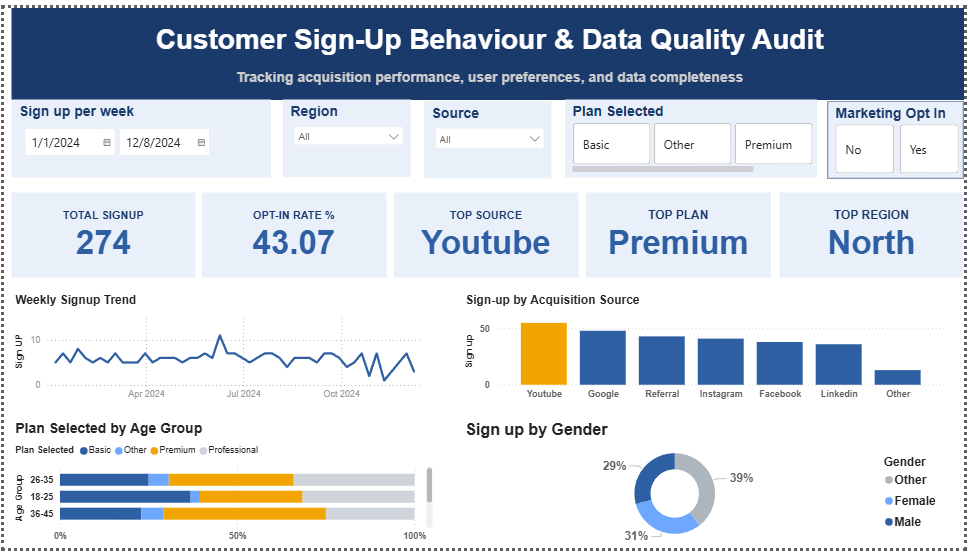 Customer Sign-Up Behaviour & Data Quality Audit
Tracking acquisition performance, user preferences, and data completeness
Sign up per week
1/1/2024
12/8/2024
Region
All
Source
All
Plan Selected
Basic
Other
Premium
Marketing Opt In
No
Yes
TOTAL SIGNUP
274
OPT-IN RATE %
43.07
TOP SOURCE
Youtube
TOP PLAN
Premium
TOP REGION
North
Weekly Signup Trend
Sign UP
10
0
Apr 2024
Jul 2024
Oct 2024
Sign-up by Acquisition Source
Sign up
50
0
Youtube
Google
Referral
Instagram
Facebook
Linkedin
Other
Plan Selected by Age Group
Plan Selected
Basic
Other
Premium
Professional
Age Group
26-35
18-25
36-45
0%
50%
100%
Sign up by Gender
29%
39%
31%
Gender
Other
Female
Male